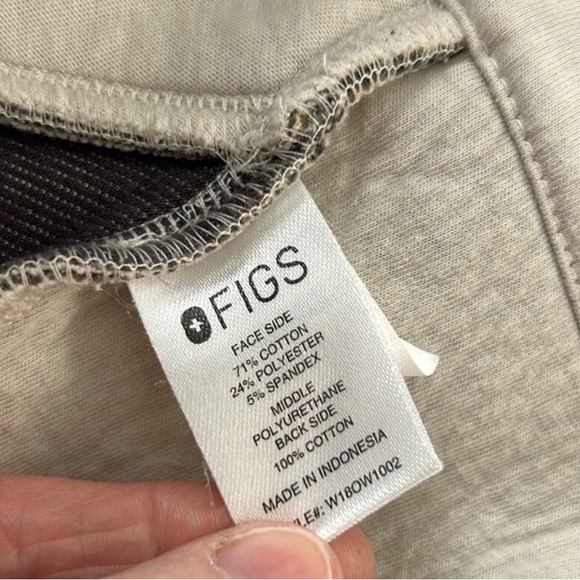 FIGS
FACE SIDE
71% COTTON
24% POLYESTER
5% SPANDEX
MIDDLE
POLYURETHANE
BACK SIDE
100% COTTON
MADE IN INDONESIA
LE#: W18OW1002